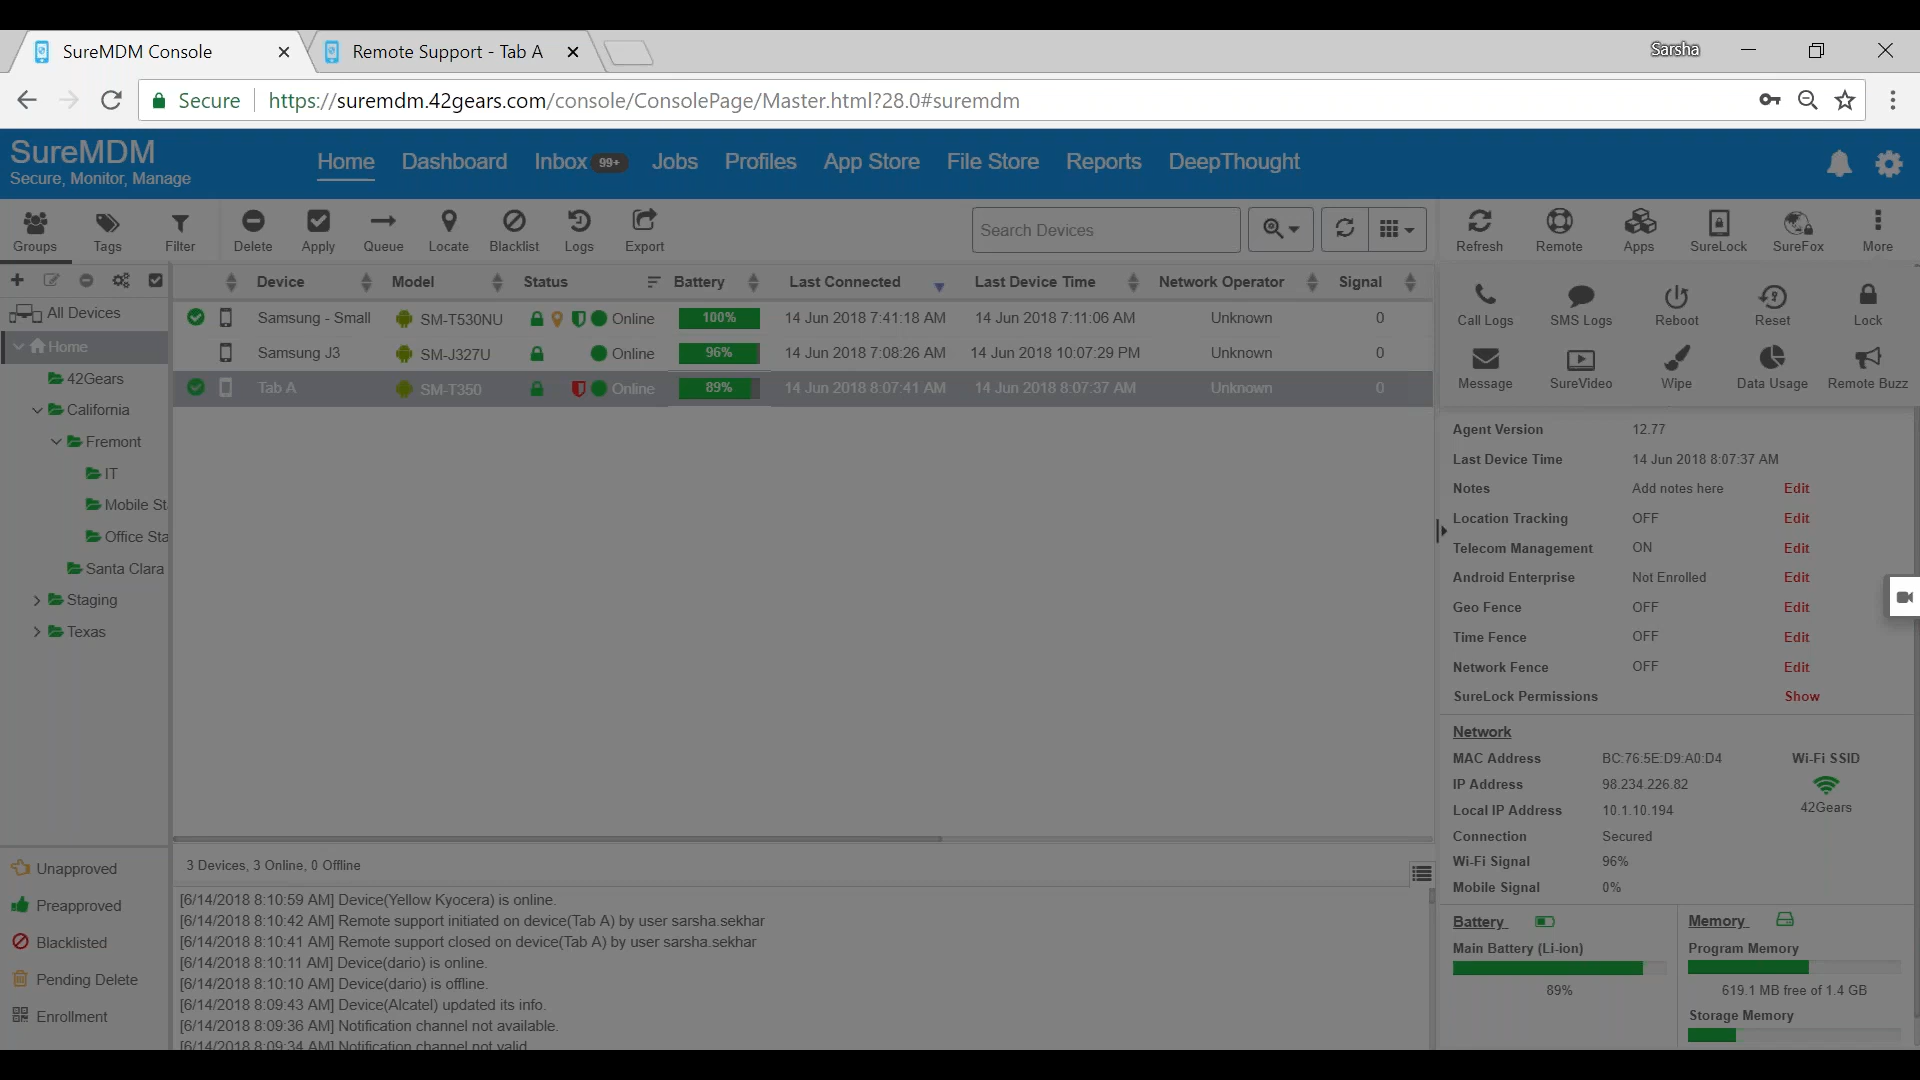 SureMDM Console
Remote Support - Tab A
Sarsha
Secure
https://suremdm.42gears.com/console/ConsolePage/Master.html?28.0#suremdm
SureMDM
Secure, Monitor, Manage
Home Dashboard Inbox 99+ Jobs Profiles App Store File Store Reports DeepThought
Groups Tags Filter Delete Apply Queue Locate Blacklist Logs Export Search Devices Refresh Remote Apps SureLock SureFox More
Device Model Status Battery Last Connected Last Device Time Network Operator Signal
Samsung - Small SM-T530NU Online 100% 14 Jun 2018 7:41:18 AM 14 Jun 2018 7:11:06 AM Unknown 0
Samsung J3 SM-J327U Online 96% 14 Jun 2018 7:08:26 AM 14 Jun 2018 10:07:29 PM Unknown 0
Tab A SM-T350 Online 89% 14 Jun 2018 8:07:41 AM 14 Jun 2018 8:07:37 AM Unknown 0
All Devices
Home
42Gears
California
Fremont
IT
Mobile St
Office Sta
Santa Clara
Staging
Texas
Unapproved
Preapproved
Blacklisted
Pending Delete
Enrollment
3 Devices, 3 Online, 0 Offline
[6/14/2018 8:10:59 AM] Device(Yellow Kyocera) is online.
[6/14/2018 8:10:42 AM] Remote support initiated on device(Tab A) by user sarsha.sekhar
[6/14/2018 8:10:41 AM] Remote support closed on device(Tab A) by user sarsha.sekhar
[6/14/2018 8:10:11 AM] Device(dario) is online.
[6/14/2018 8:10:10 AM] Device(dario) is offline.
[6/14/2018 8:09:43 AM] Device(Alcatel) updated its info.
[6/14/2018 8:09:36 AM] Notification channel not available.
[6/14/2018 8:09:34 AM] Notification channel not valid
Call Logs SMS Logs Reboot Reset Lock
Message SureVideo Wipe Data Usage Remote Buzz
Agent Version 12.77
Last Device Time 14 Jun 2018 8:07:37 AM
Notes Add notes here Edit
Location Tracking OFF Edit
Telecom Management ON Edit
Android Enterprise Not Enrolled Edit
Geo Fence OFF Edit
Time Fence OFF Edit
Network Fence OFF Edit
SureLock Permissions Show
Network
MAC Address BC:76:5E:D9:A0:D4 Wi-Fi SSID
IP Address 98.234.226.82
Local IP Address 10.1.10.194 42Gears
Connection Secured
Wi-Fi Signal 96%
Mobile Signal 0%
Battery
Main Battery (Li-ion)
89%
Memory
Program Memory
619.1 MB free of 1.4 GB
Storage Memory